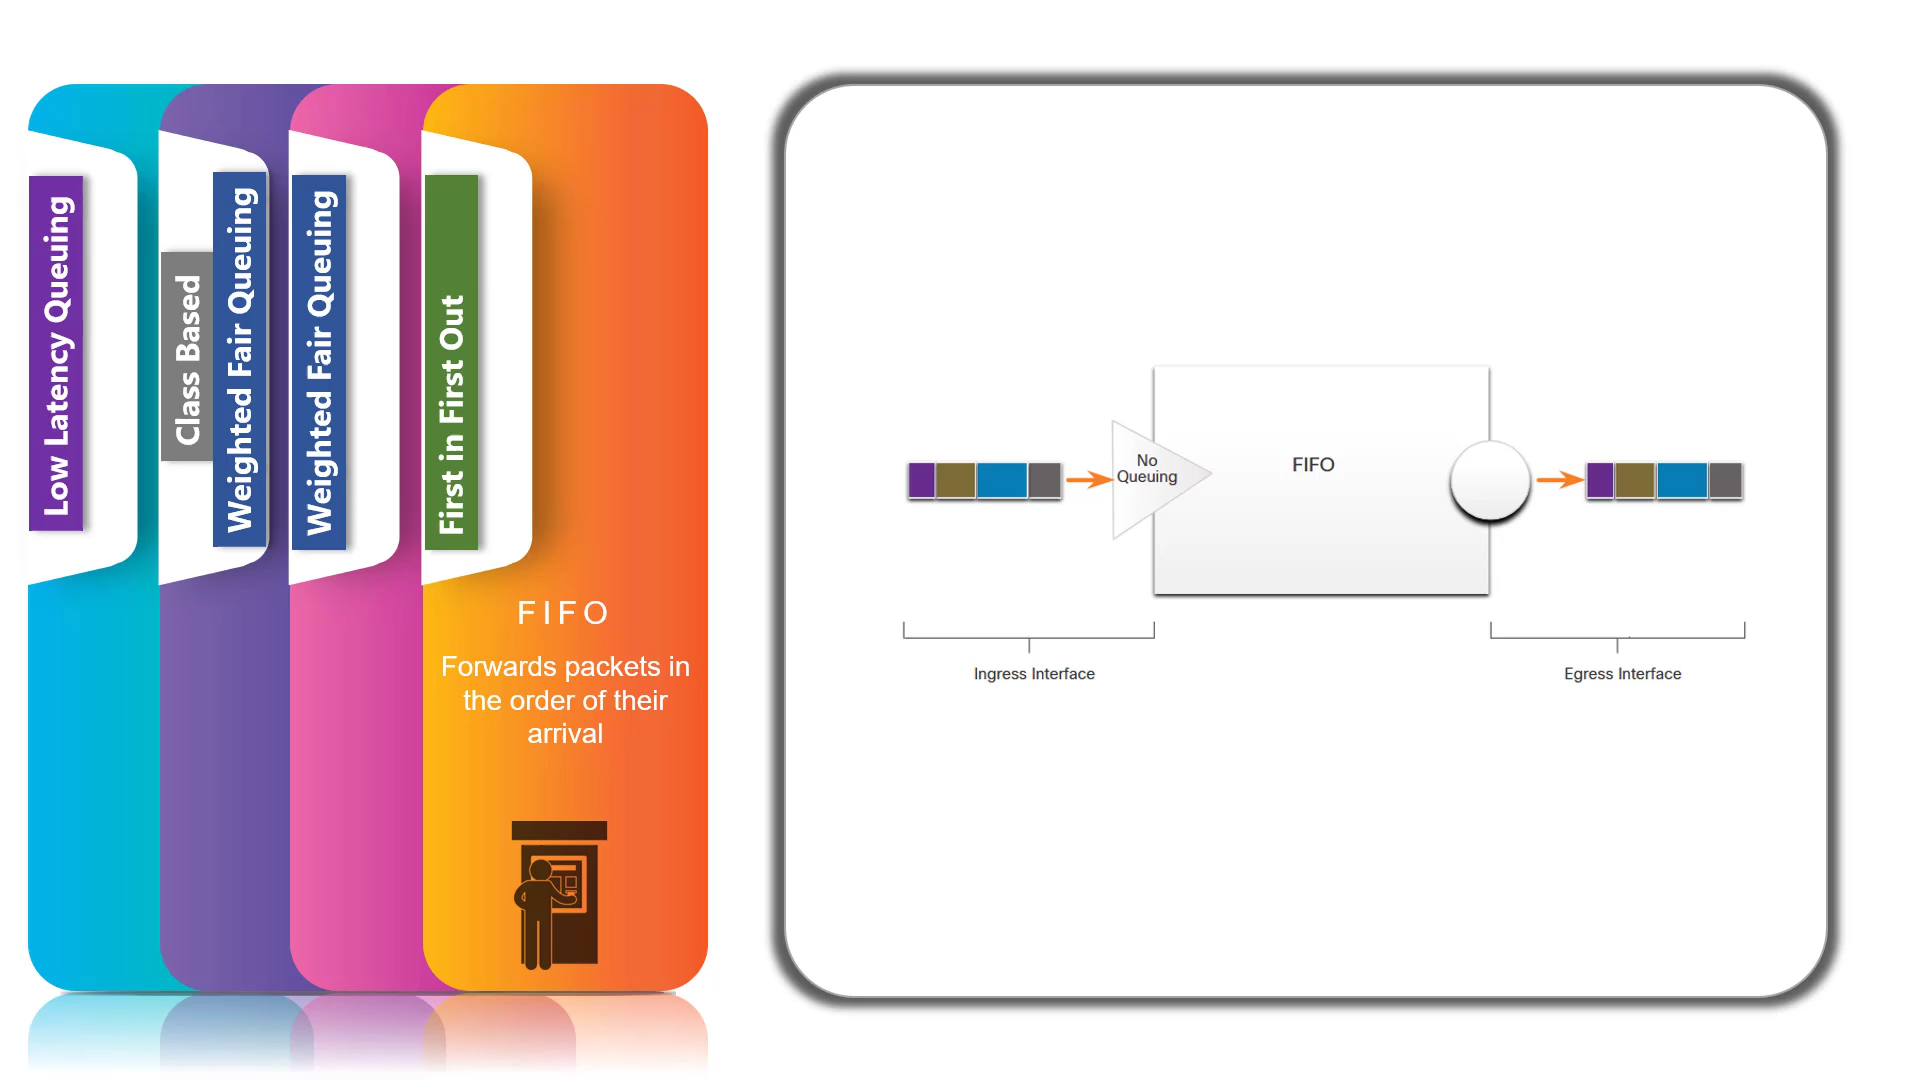 Low Latency Queuing
Class Based
Weighted Fair Queuing
Weighted Fair Queuing
First in First Out
FIFO
Forwards packets in
the order of their
arrival
No
Queuing
FIFO
Ingress Interface
Egress Interface